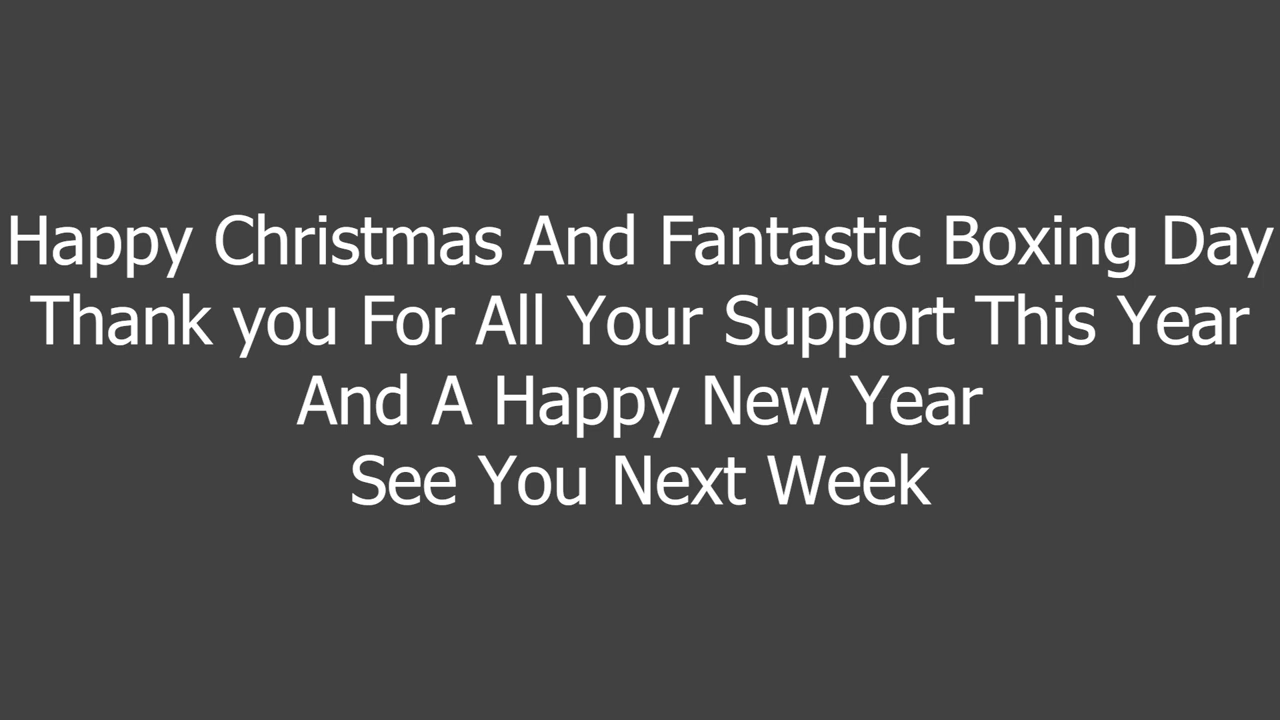 Happy Christmas And Fantastic Boxing Day
Thank you For All Your Support This Year
And A Happy New Year
See You Next Week